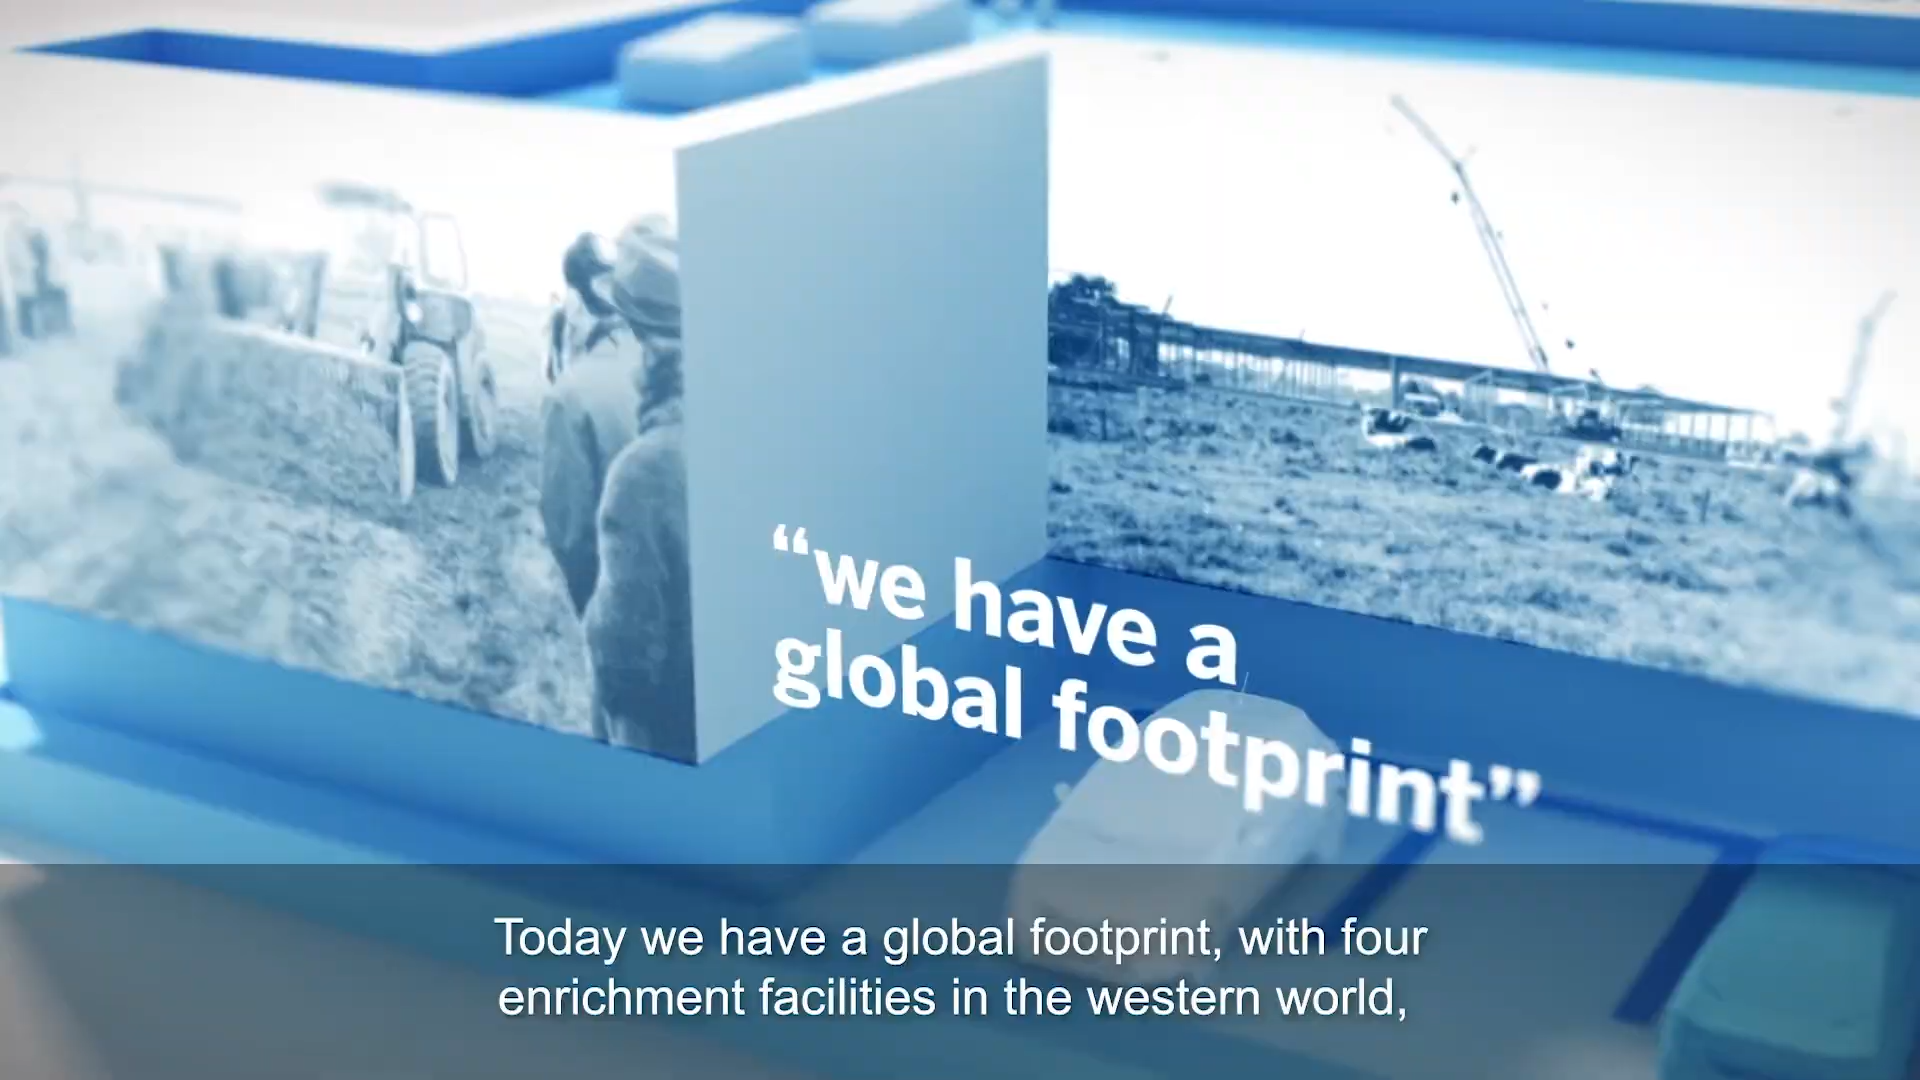 “we have a
global footprint”
Today we have a global footprint, with four
enrichment facilities in the western world,